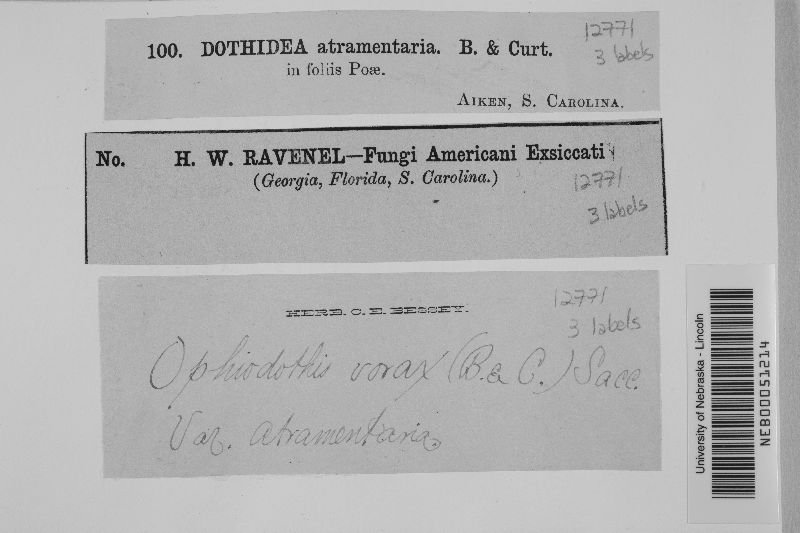 100. DOTHIDEA atramentaria. B. & Curt.
in foliis Poæ.
AIKEN, S. CAROLINA.
12771
3 labels
No. H. W. RAVENEL—Fungi Americani Exsiccati
(Georgia, Florida, S. Carolina.)
12771
3 labels
HERB. C. E. BESSEY.
12771
3 labels
Ophiodothis vorax (B. & C.) Sacc.
Var. atramentaria.
University of Nebraska - Lincoln
NEB00051214